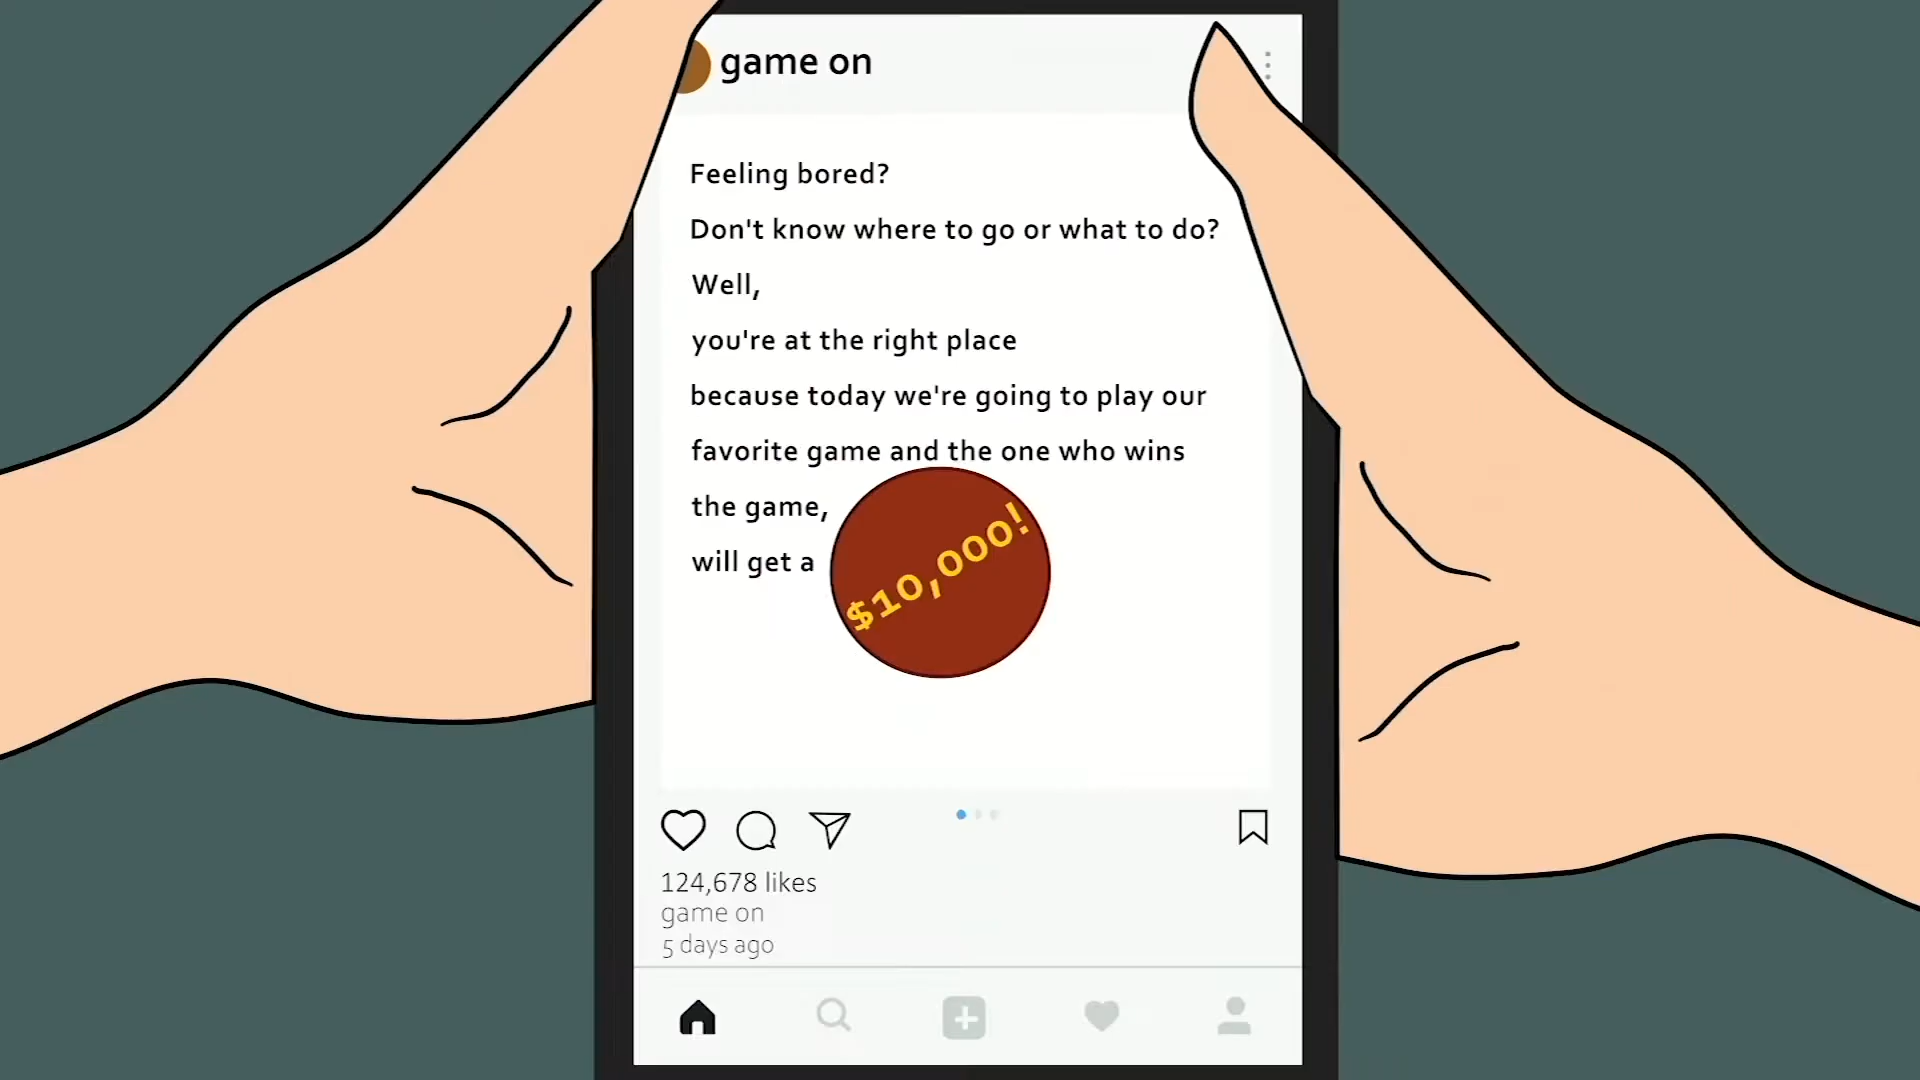 game on
Feeling bored?
Don't know where to go or what to do?
Well,
you're at the right place
because today we're going to play our
favorite game and the one who wins
the game,
will get a
$10,000!
124,678 likes
game on
5 days ago